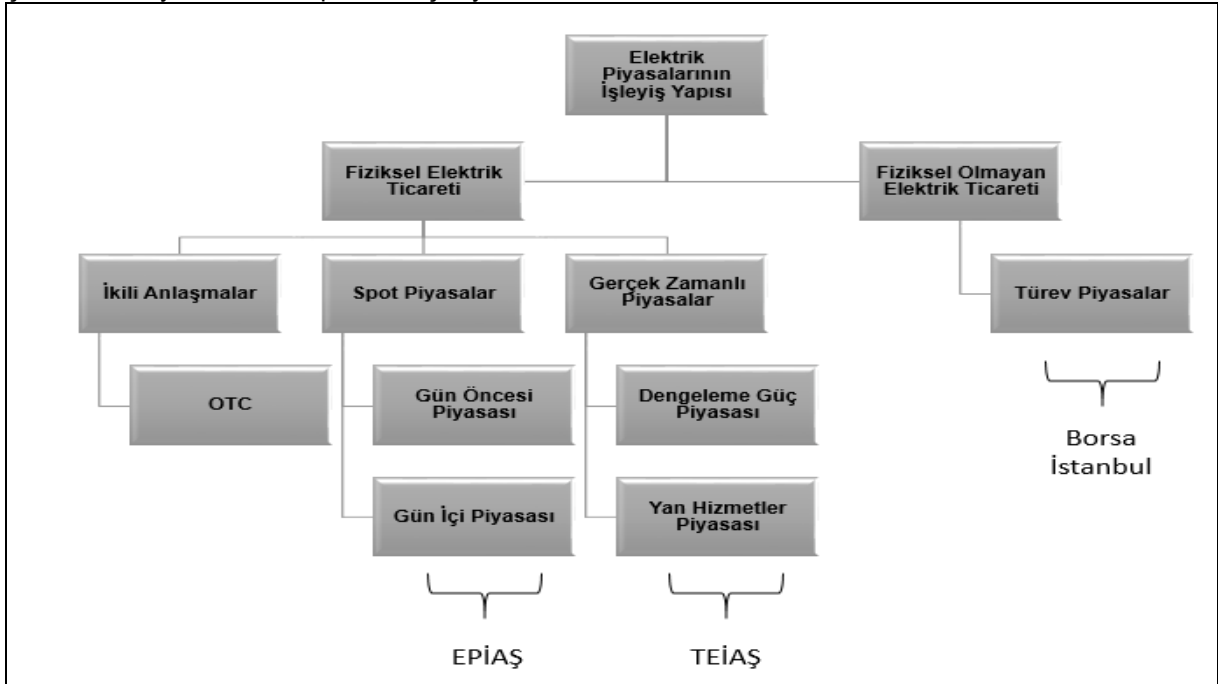 Elektrik
Piyasalarının
İşleyiş Yapısı
Fiziksel Elektrik
Ticareti
Fiziksel Olmayan
Elektrik Ticareti
İkili Anlaşmalar
Spot Piyasalar
Gerçek Zamanlı
Piyasalar
Türev Piyasalar
OTC
Gün Öncesi
Piyasası
Dengeleme Güç
Piyasası
Borsa
İstanbul
Gün İçi Piyasası
Yan Hizmetler
Piyasası
EPİAŞ
TEİAŞ